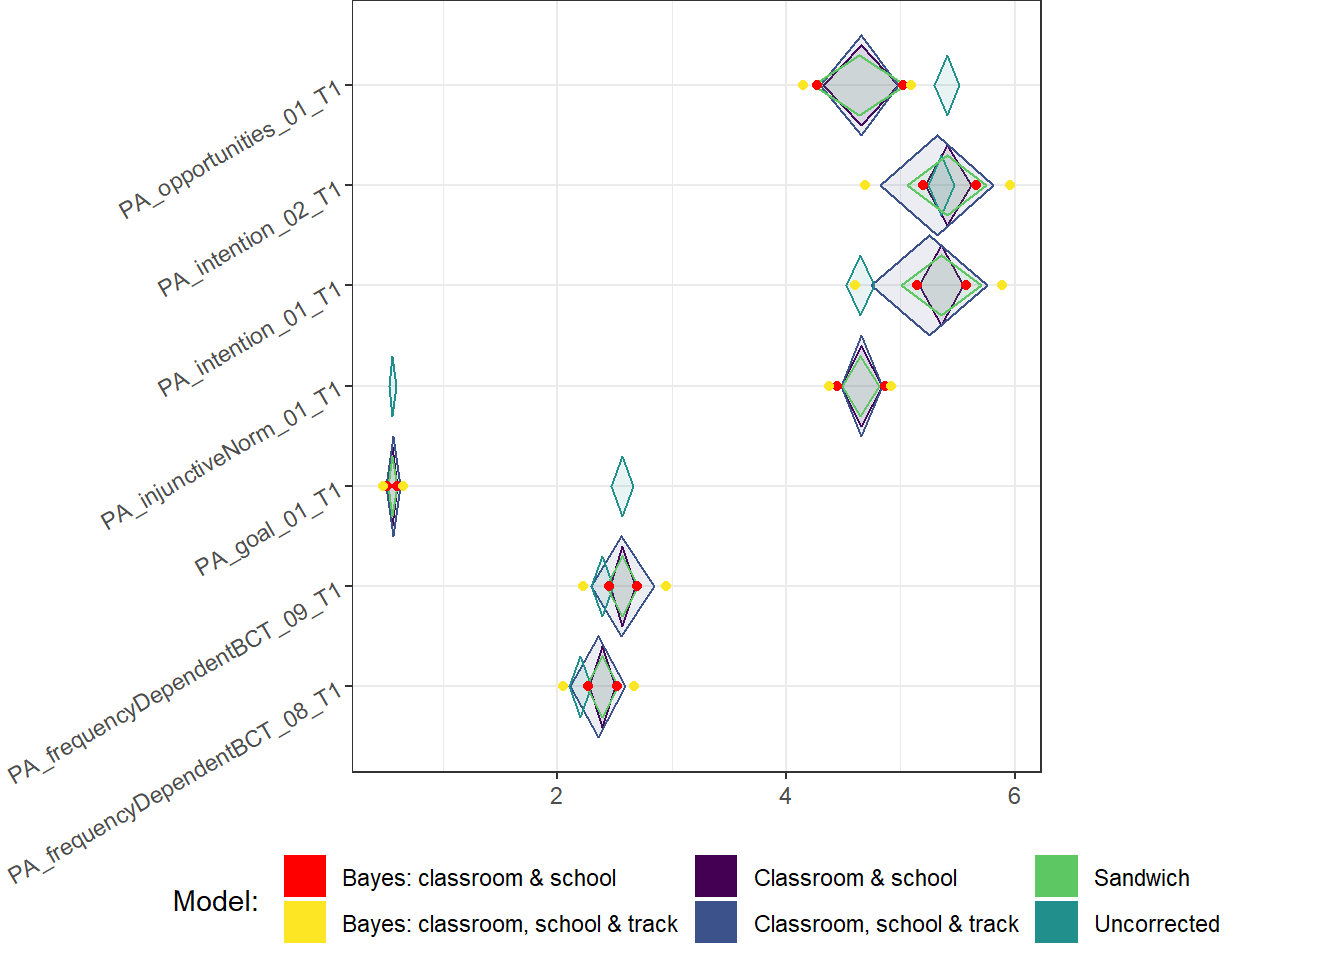 PA_opportunities_01_T1
PA_intention_02_T1
PA_intention_01_T1
PA_injunctiveNorm_01_T1
PA_goal_01_T1
PA_frequencyDependentBCT_09_T1
PA_frequencyDependentBCT_08_T1
2 4 6
Model:
Bayes: classroom & school Classroom & school Sandwich
Bayes: classroom, school & track Classroom, school & track Uncorrected